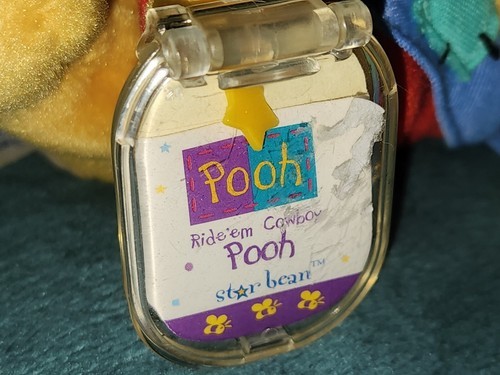 Pooh
Ride'em Cowboy
Pooh
star bean™